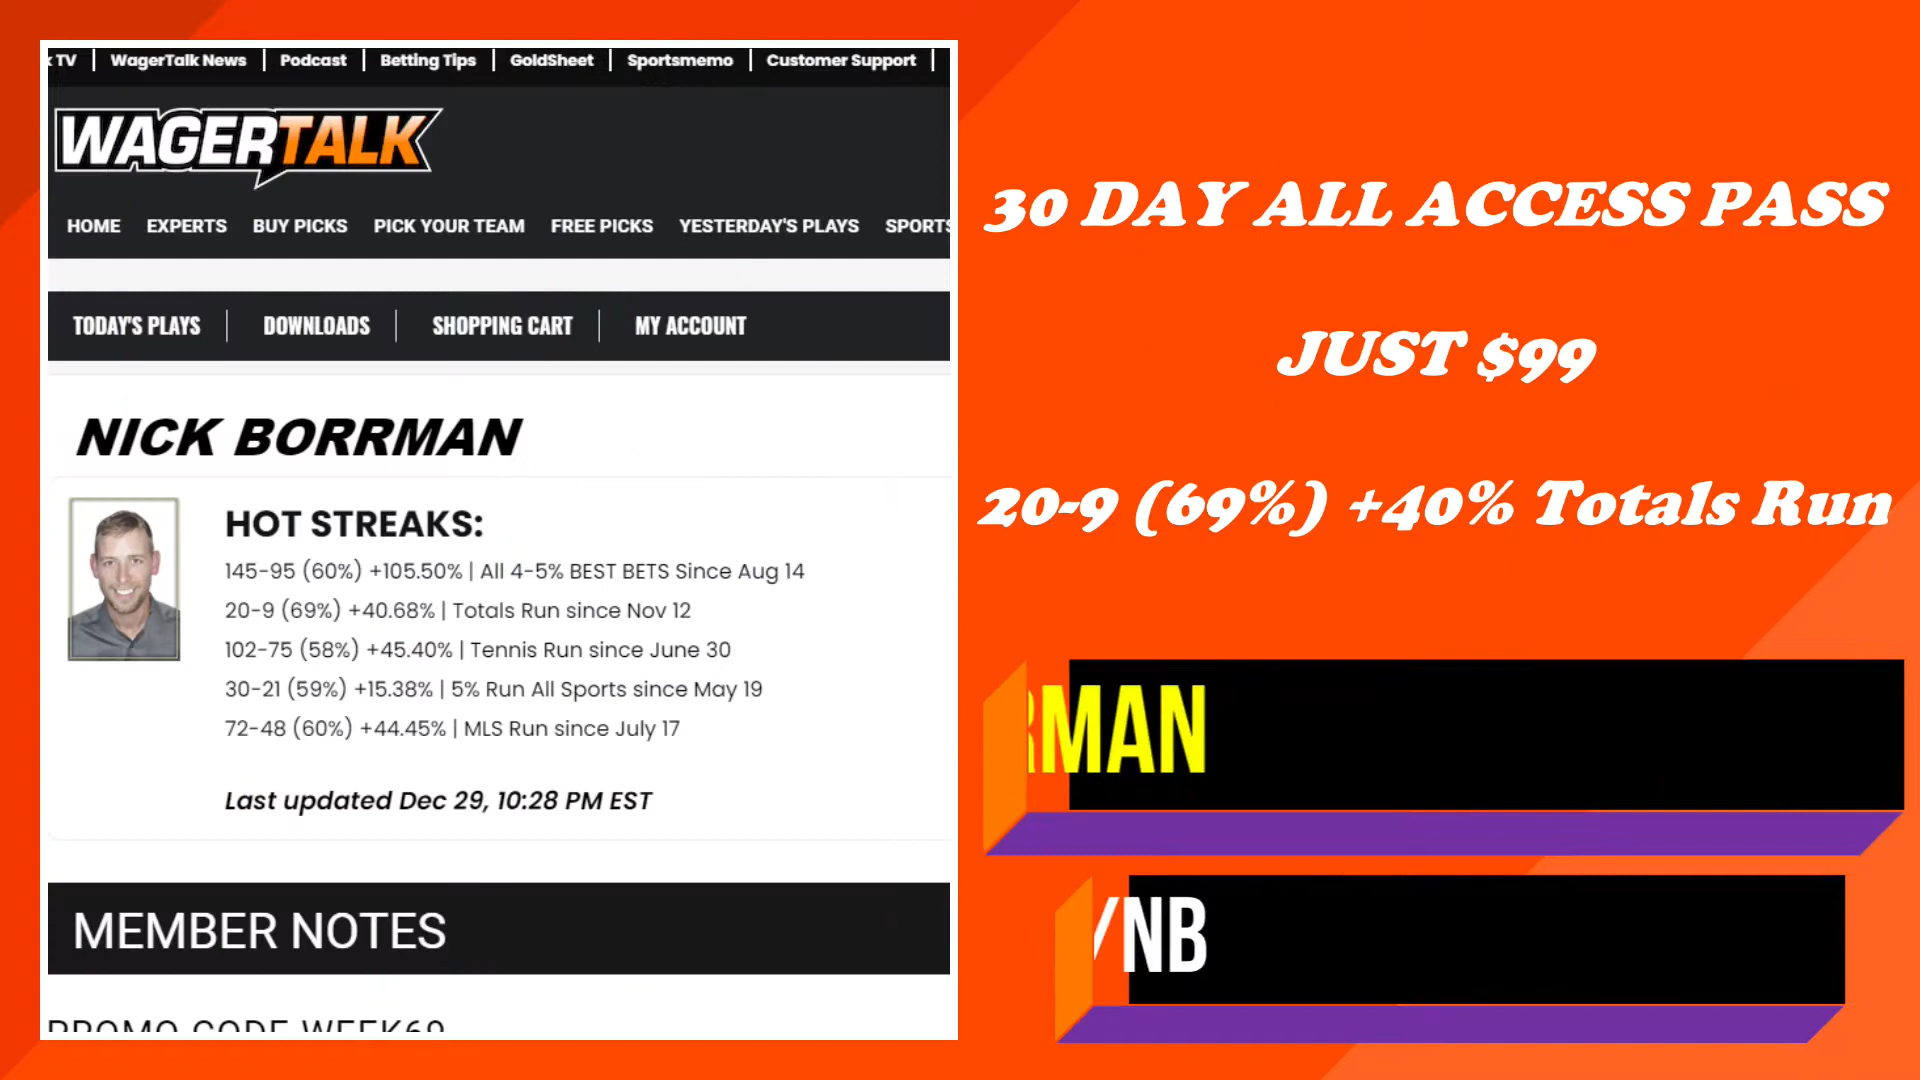 TV | WagerTalk News | Podcast | Betting Tips | GoldSheet | Sportsmemo | Customer Support |
WAGERTALK
HOME EXPERTS BUY PICKS PICK YOUR TEAM FREE PICKS YESTERDAY'S PLAYS SPORTS
TODAY'S PLAYS | DOWNLOADS | SHOPPING CART | MY ACCOUNT
NICK BORRMAN
HOT STREAKS:
145-95 (60%) +105.50% | All 4-5% BEST BETS Since Aug 14
20-9 (69%) +40.68% | Totals Run since Nov 12
102-75 (58%) +45.40% | Tennis Run since June 30
30-21 (59%) +15.38% | 5% Run All Sports since May 19
72-48 (60%) +44.45% | MLS Run since July 17
Last updated Dec 29, 10:28 PM EST
MEMBER NOTES
PROMO CODE WEEK69
30 DAY ALL ACCESS PASS
JUST $99
20-9 (69%) +40% Totals Run
RMAN
/NB